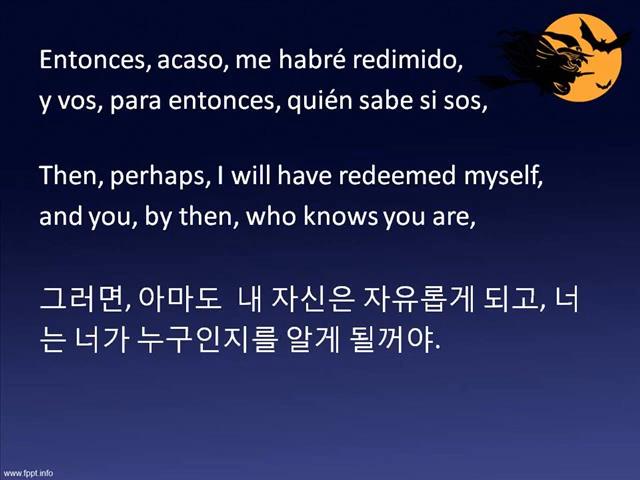 Entonces, acaso, me habré redimido,
y vos, para entonces, quién sabe si sos,
Then, perhaps, I will have redeemed myself,
and you, by then, who knows you are,
그러면, 아마도 내 자신은 자유롭게 되고, 너
는 너가 누구인지를 알게 될꺼야.
www.fppt.info